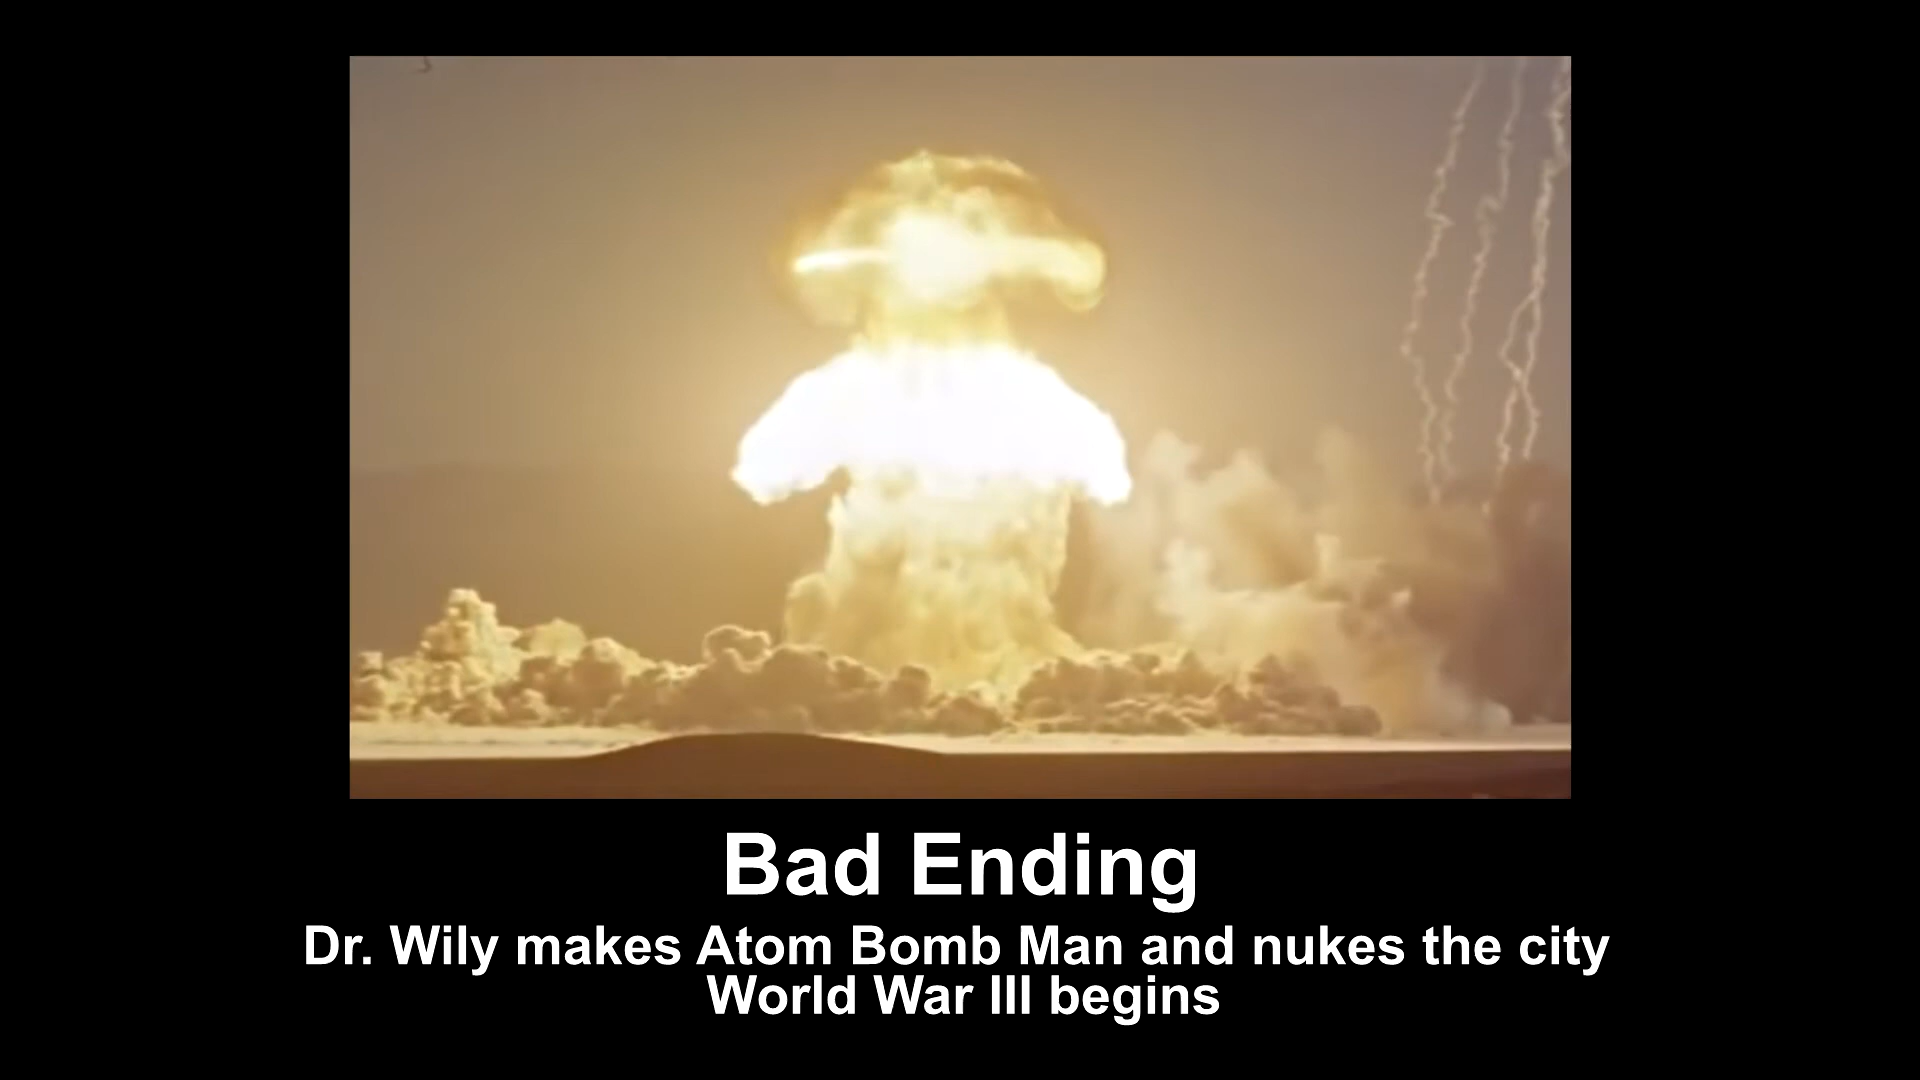 Bad Ending
Dr. Wily makes Atom Bomb Man and nukes the city
World War III begins